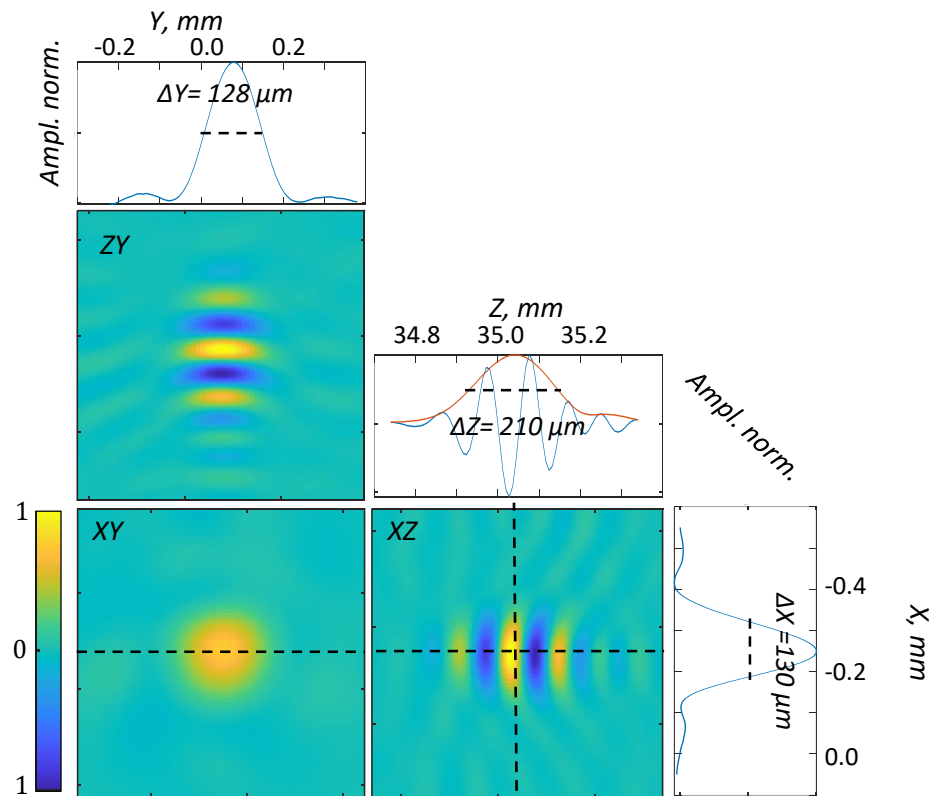 Y, mm
-0.2 0.0 0.2
Ampl. norm.
ΔY= 128 μm
ZY
Z, mm
34.8 35.0 35.2
ΔZ= 210 μm
Ampl. norm.
1
0
1
XY
XZ
ΔX =130 μm
-0.4
-0.2
0.0
X, mm